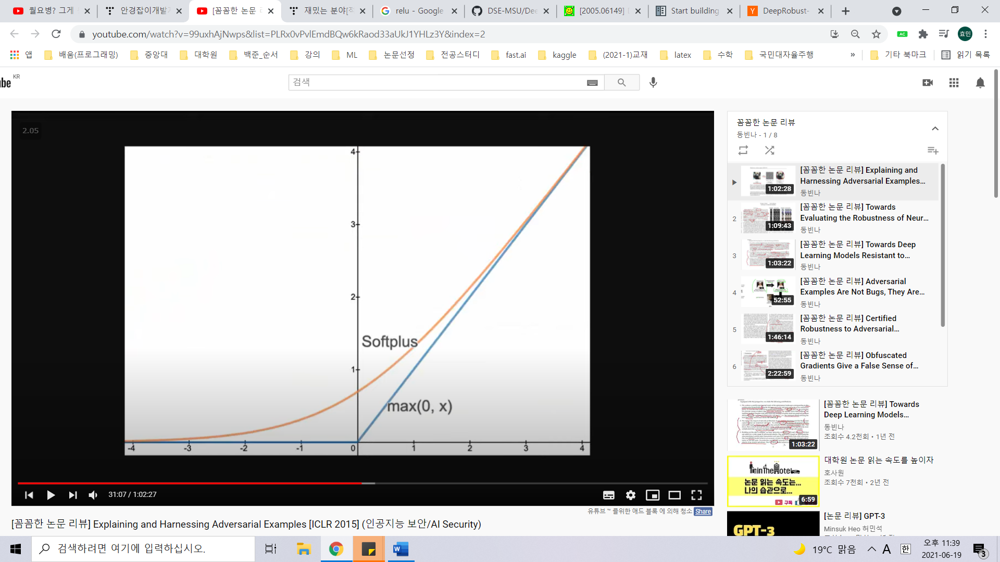 월요병? 그게
안경잡이개발
[꼼꼼한 논문
재밌는 분야[적
relu - Google
DSE-MSU/Dee
[2005.06149]
Start building
DeepRobust-
youtube.com/watch?v=99uxhAjNwps&list=PLRx0vPvlEmdBQw6kRaod33aUkJ1YHLz3Y&index=2
AC
효민
앱
배움(프로그래밍)
중앙대
대학원
백준_순서
강의
ML
논문선정
전공스터디
fast.ai
kaggle
(2021-1)교재
latex
수학
국민대자율주행
»
기타 북마크
읽기 목록
be KR
검색
2.05
4
3
2
1
Softplus
max(0, x)
-4 -3 -2 -1 0 1 2 3 4
31:07 / 1:02:27
유튜브 ™ 를위한 애드 블록 에 의해 청소 Share
[꼼꼼한 논문 리뷰] Explaining and Harnessing Adversarial Examples [ICLR 2015] (인공지능 보안/AI Security)
꼼꼼한 논문 리뷰
동빈나 - 1 / 8
[꼼꼼한 논문 리뷰] Explaining and
Harnessing Adversarial Examples...
동빈나
1:02:28
2
[꼼꼼한 논문 리뷰] Towards
Evaluating the Robustness of Neur...
동빈나
1:09:43
3
[꼼꼼한 논문 리뷰] Towards Deep
Learning Models Resistant to...
동빈나
1:03:22
4
[꼼꼼한 논문 리뷰] Adversarial
Examples Are Not Bugs, They Are...
동빈나
52:55
5
[꼼꼼한 논문 리뷰] Certified
Robustness to Adversarial...
동빈나
1:46:14
6
[꼼꼼한 논문 리뷰] Obfuscated
Gradients Give a False Sense of...
동빈나
2:22:59
[꼼꼼한 논문 리뷰] Towards
Deep Learning Models...
동빈나
조회수 4.2천회 • 1년 전
1:03:22
대학원 논문 읽는 속도를 높이자
호사원
조회수 7천회 • 2년 전
논문 읽는 속도는...
나의 습관으로...
구독
6:59
[논문 리뷰] GPT-3
Minsuk Heo 허민석
GPT-3
검색하려면 여기에 입력하십시오.
19°C 맑음
A
한
오후 11:39
2021-06-19
3